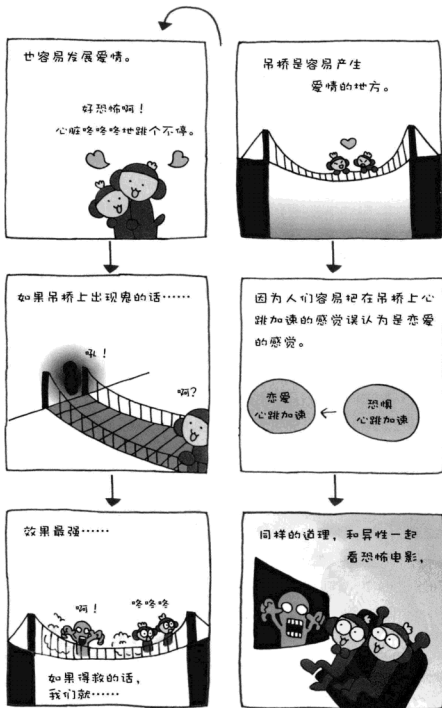 吊桥是容易产生
爱情的地方。
因为人们容易把在吊桥上心
跳加速的感觉误认为是恋爱
的感觉。
恋爱
心跳加速
恐惧
心跳加速
同样的道理，和异性一起
看恐怖电影，
也容易发展爱情。
好恐怖啊！
心脏咚咚咚地跳个不停。
如果吊桥上出现鬼的话……
吼！
啊？
效果最强……
啊！
咚咚咚
如果得救的话，
我们就……